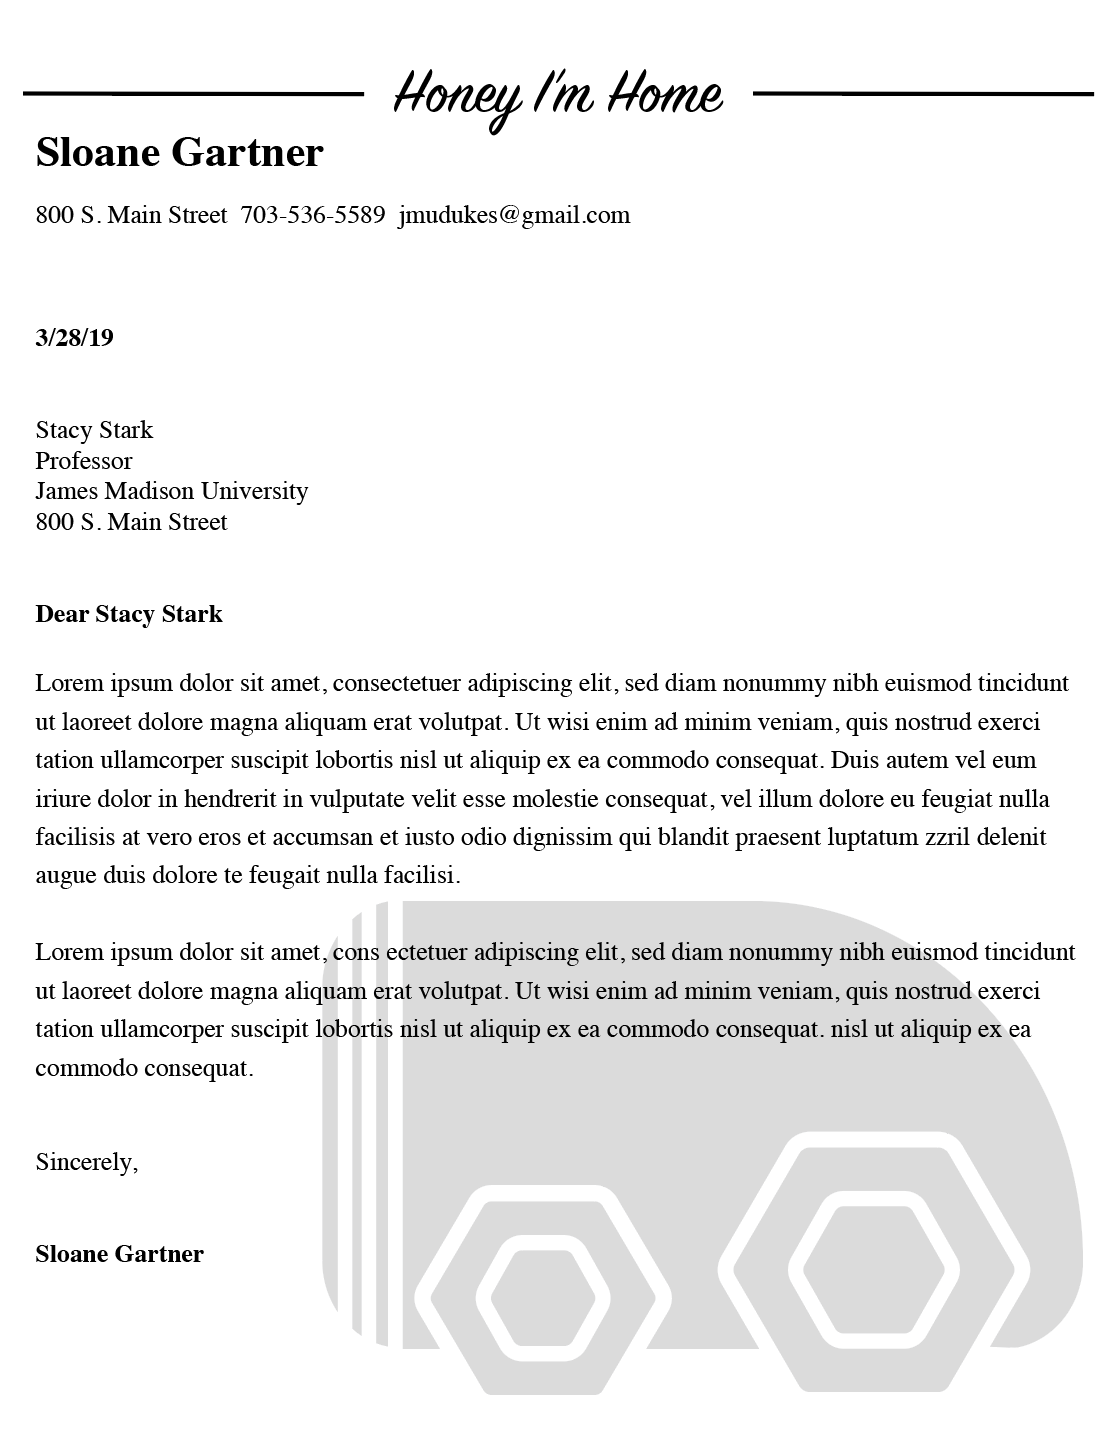 Honey I'm Home
Sloane Gartner
800 S. Main Street  703-536-5589  jmudukes@gmail.com
3/28/19
Stacy Stark
Professor
James Madison University
800 S. Main Street
Dear Stacy Stark
Lorem ipsum dolor sit amet, consectetuer adipiscing elit, sed diam nonummy nibh euismod tincidunt
ut laoreet dolore magna aliquam erat volutpat. Ut wisi enim ad minim veniam, quis nostrud exerci
tation ullamcorper suscipit lobortis nisl ut aliquip ex ea commodo consequat. Duis autem vel eum
iriure dolor in hendrerit in vulputate velit esse molestie consequat, vel illum dolore eu feugiat nulla
facilisis at vero eros et accumsan et iusto odio dignissim qui blandit praesent luptatum zzril delenit
augue duis dolore te feugait nulla facilisi.
Lorem ipsum dolor sit amet, cons ectetuer adipiscing elit, sed diam nonummy nibh euismod tincidunt
ut laoreet dolore magna aliquam erat volutpat. Ut wisi enim ad minim veniam, quis nostrud exerci
tation ullamcorper suscipit lobortis nisl ut aliquip ex ea commodo consequat. nisl ut aliquip ex ea
commodo consequat.
Sincerely,
Sloane Gartner